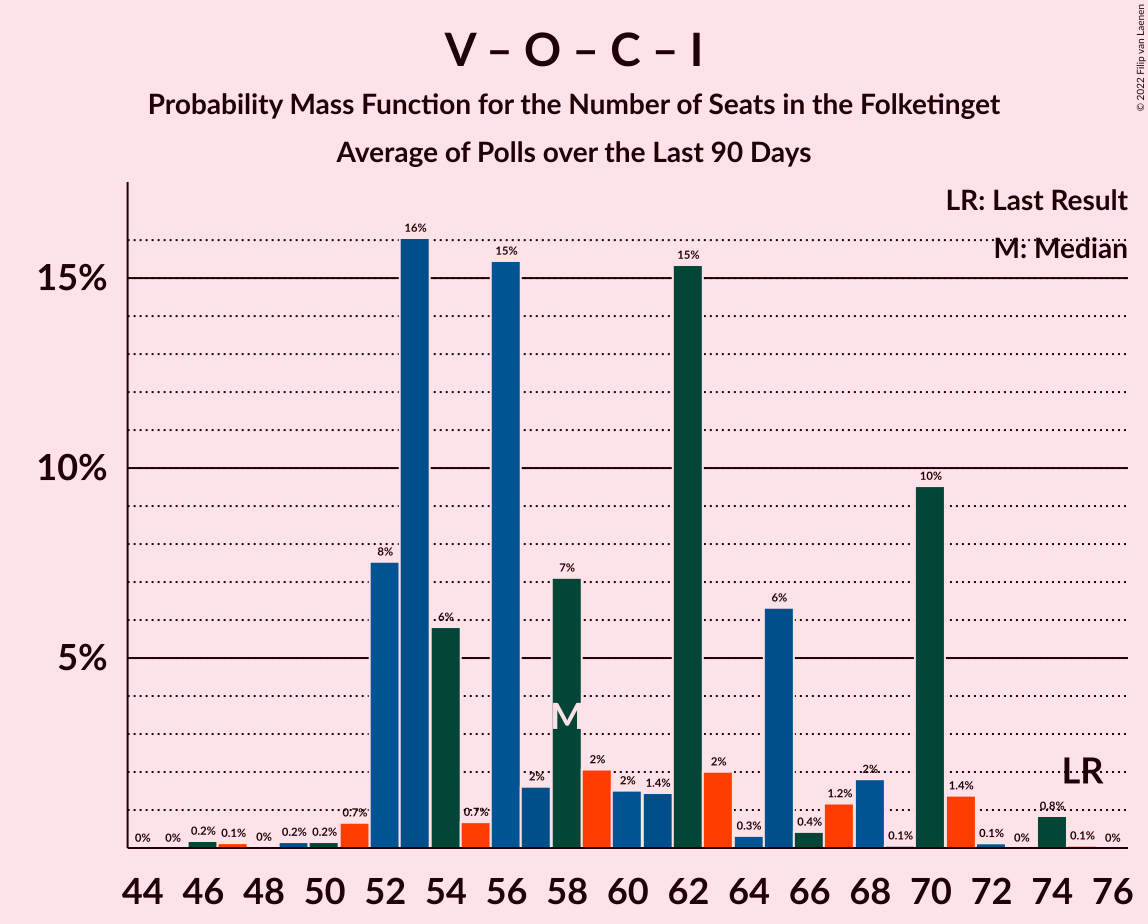 V – O – C – I
Probability Mass Function for the Number of Seats in the Folketinget
Average of Polls over the Last 90 Days
© 2022 Filip van Laenen
LR: Last Result
M: Median
15%
10%
5%
0% 0% 0.2% 0.1% 0% 0.2% 0.2% 0.7% 8% 16% 6% 0.7% 15% 2% 7% 2% 2% 1.4% 15% 2% 0.3% 6% 0.4% 1.2% 2% 0.1% 10% 1.4% 0.1% 0% 0.8% 0.1% 0%
M
LR
44 46 48 50 52 54 56 58 60 62 64 66 68 70 72 74 76